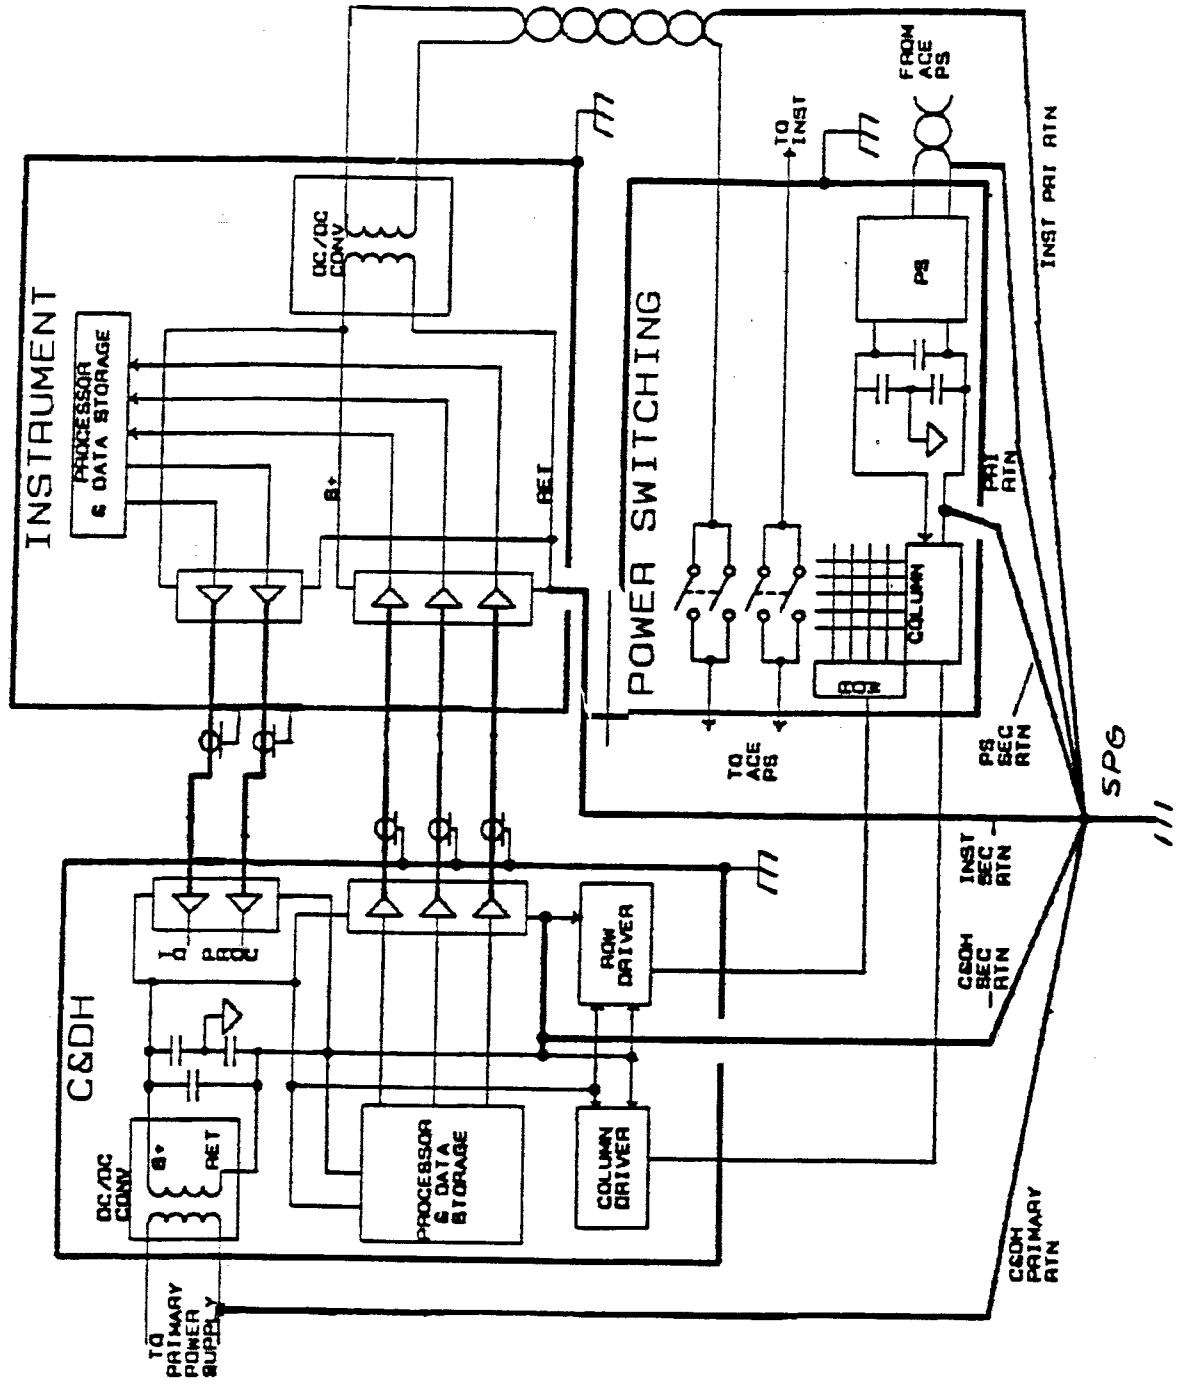 INSTRUMENT
PROCESSOR
& DATA STORAGE
DC/DC
CONV
B+
RET
C&DH
TO PROC
DC/DC
CONV
B+
RET
TO
PRIMARY
POWER
SUPPLY
PROCESSOR
& DATA
STORAGE
ROW
DRIVER
COLUMN
DRIVER
POWER SWITCHING
TO
INST
FROM
ACE
PS
PS
PRI
RTN
COLUMN
ROW
TO
ACE
PS
INST PRI RTN
PS
SEC
RTN
INST
SEC
RTN
C&DH
SEC
RTN
C&DH
PRIMARY
RTN
SPG